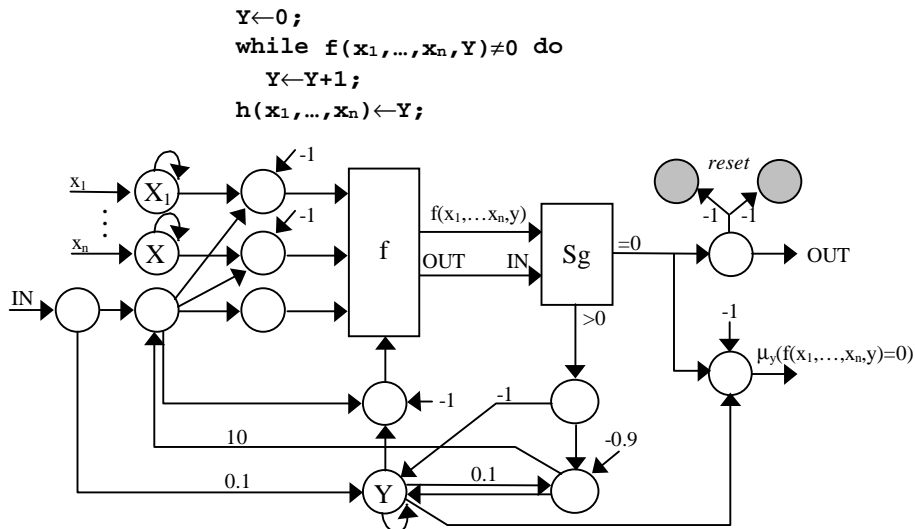 Y←0;
while f(x₁,…,xₙ,Y)≠0 do
Y←Y+1;
h(x₁,…,xₙ)←Y;
-1
reset
x₁
X₁
-1
-1
-1
f(x₁,…xₙ,y)
xₙ
X
f
Sg
=0
OUT
OUT
IN
IN
>0
-1
μᵧ(f(x₁,…,xₙ,y)=0)
-1
-1
10
-0.9
0.1
Y
0.1